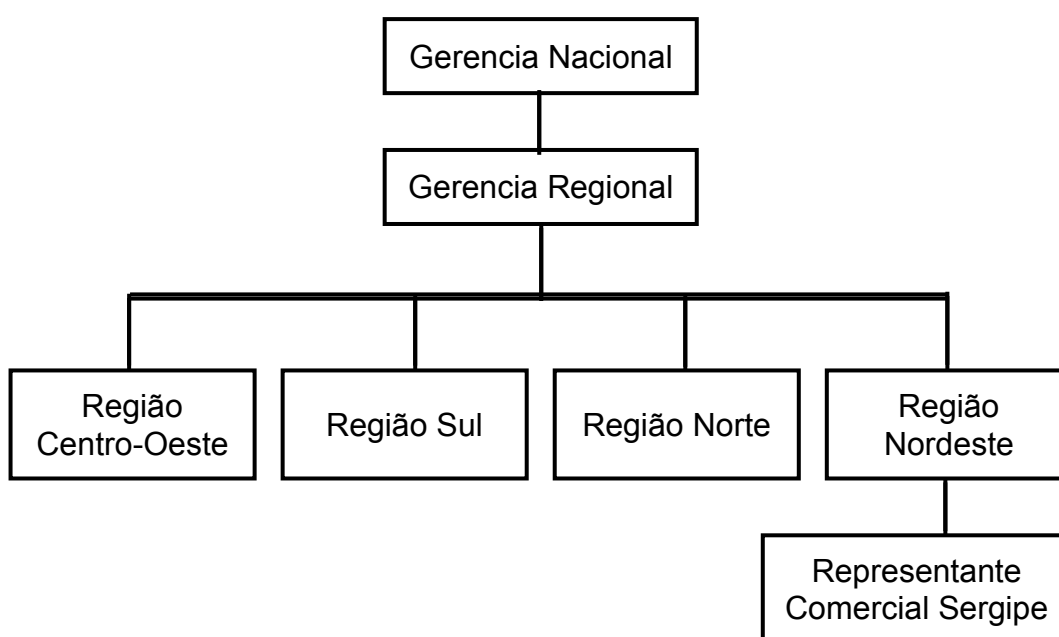 Gerencia Nacional
Gerencia Regional
Região
Centro-Oeste
Região Sul
Região Norte
Região
Nordeste
Representante
Comercial Sergipe